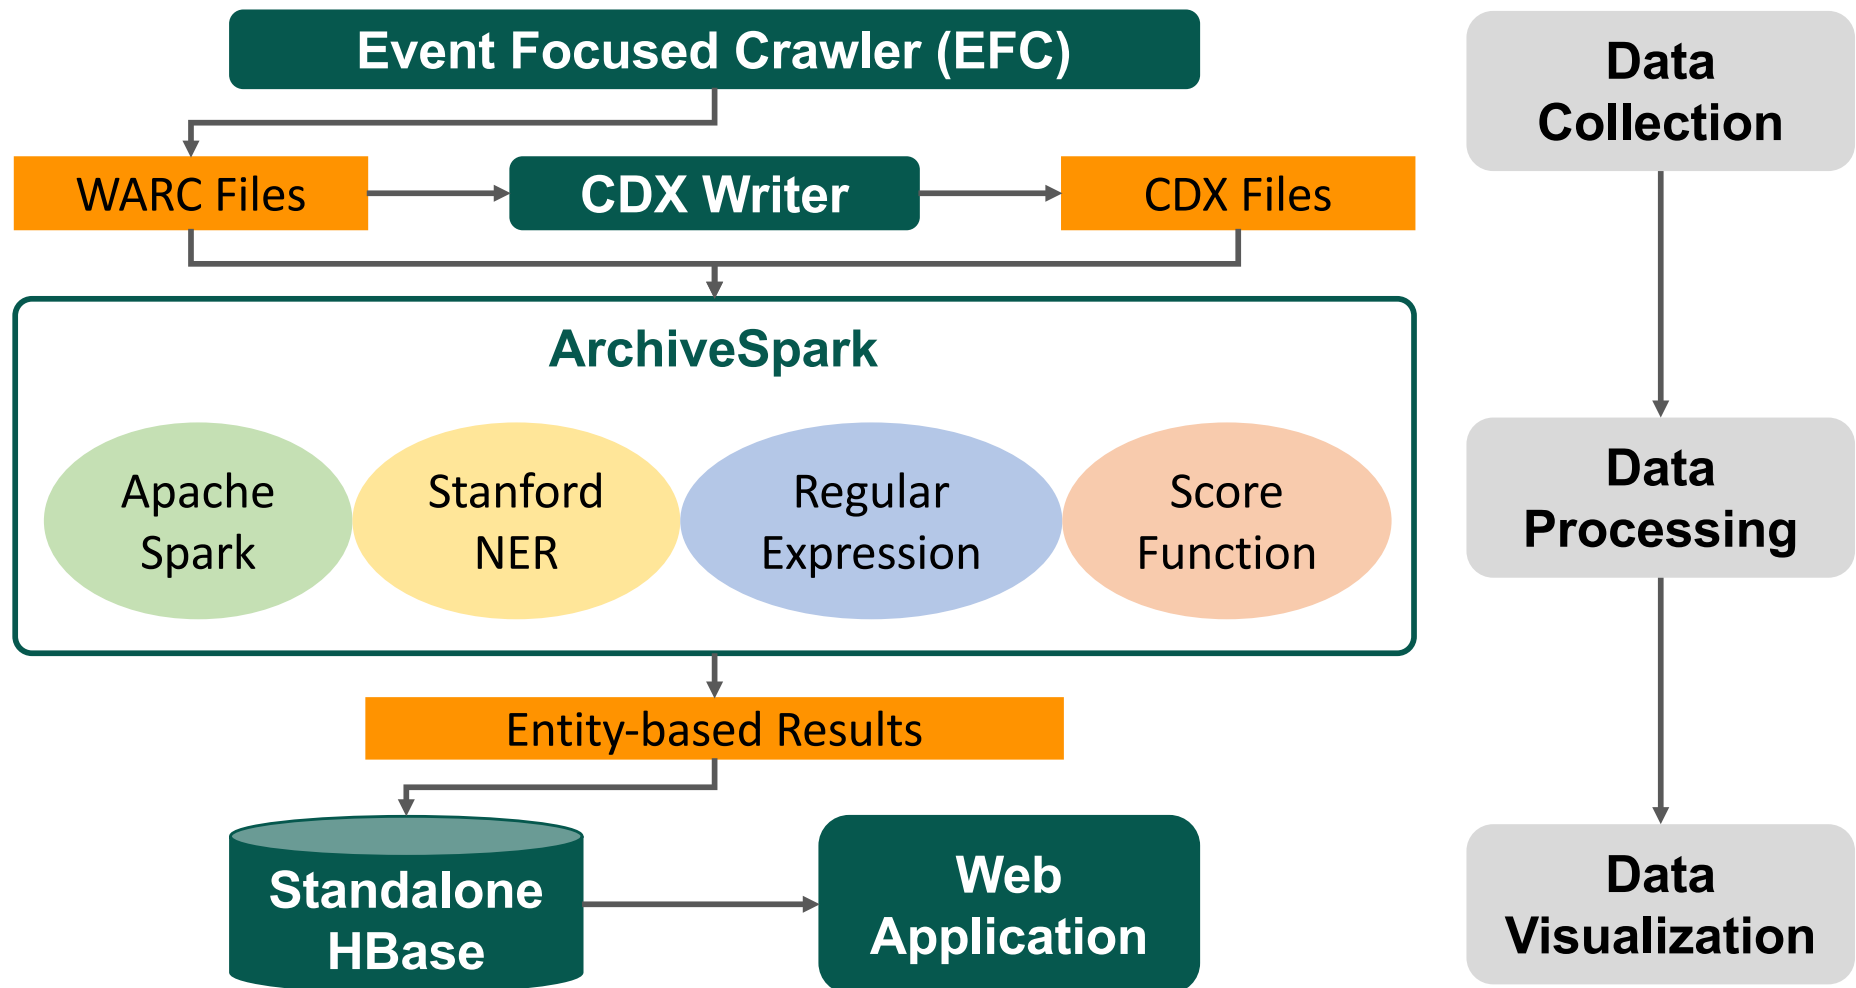 Event Focused Crawler (EFC)
WARC Files
CDX Writer
CDX Files
ArchiveSpark
Apache
Spark
Stanford
NER
Regular
Expression
Score
Function
Entity-based Results
Standalone
HBase
Web
Application
Data
Collection
Data
Processing
Data
Visualization